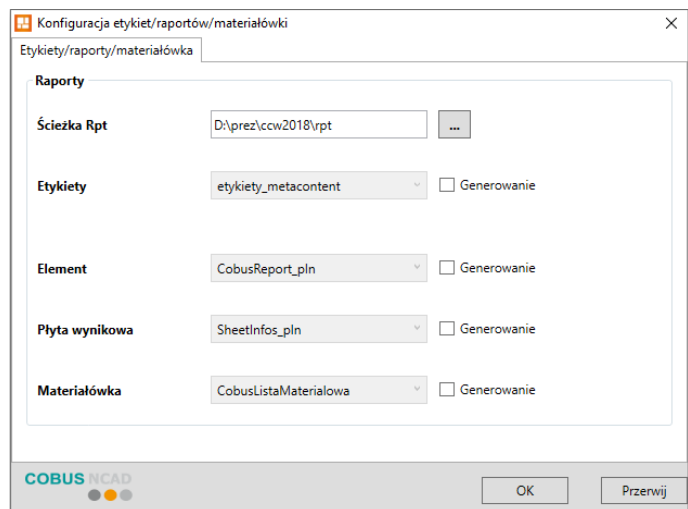 Konfiguracja etykiet/raportów/materiałówki
Etykiety/raporty/materiałówka
Raporty
Ścieżka Rpt D:\prez\ccw2018\rpt ...
Etykiety etykiety_metacontent Generowanie
Element CobusReport_pln Generowanie
Płyta wynikowa SheetInfos_pln Generowanie
Materiałówka CobusListaMaterialowa Generowanie
COBUS NCAD
OK Przerwij